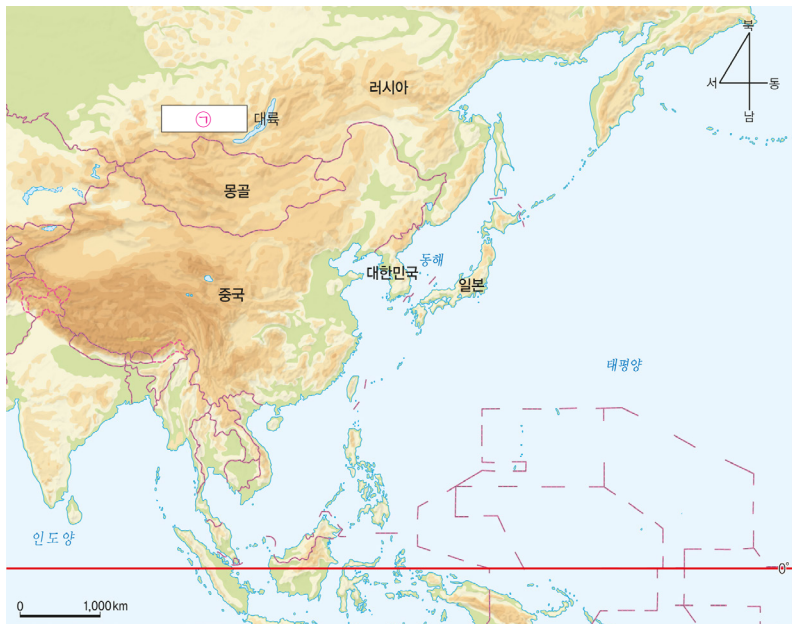 북
서 동
남
러시아
㉠ 대륙
몽골
동해
대한민국
일본
중국
태평양
인도양
0°
0 1,000km